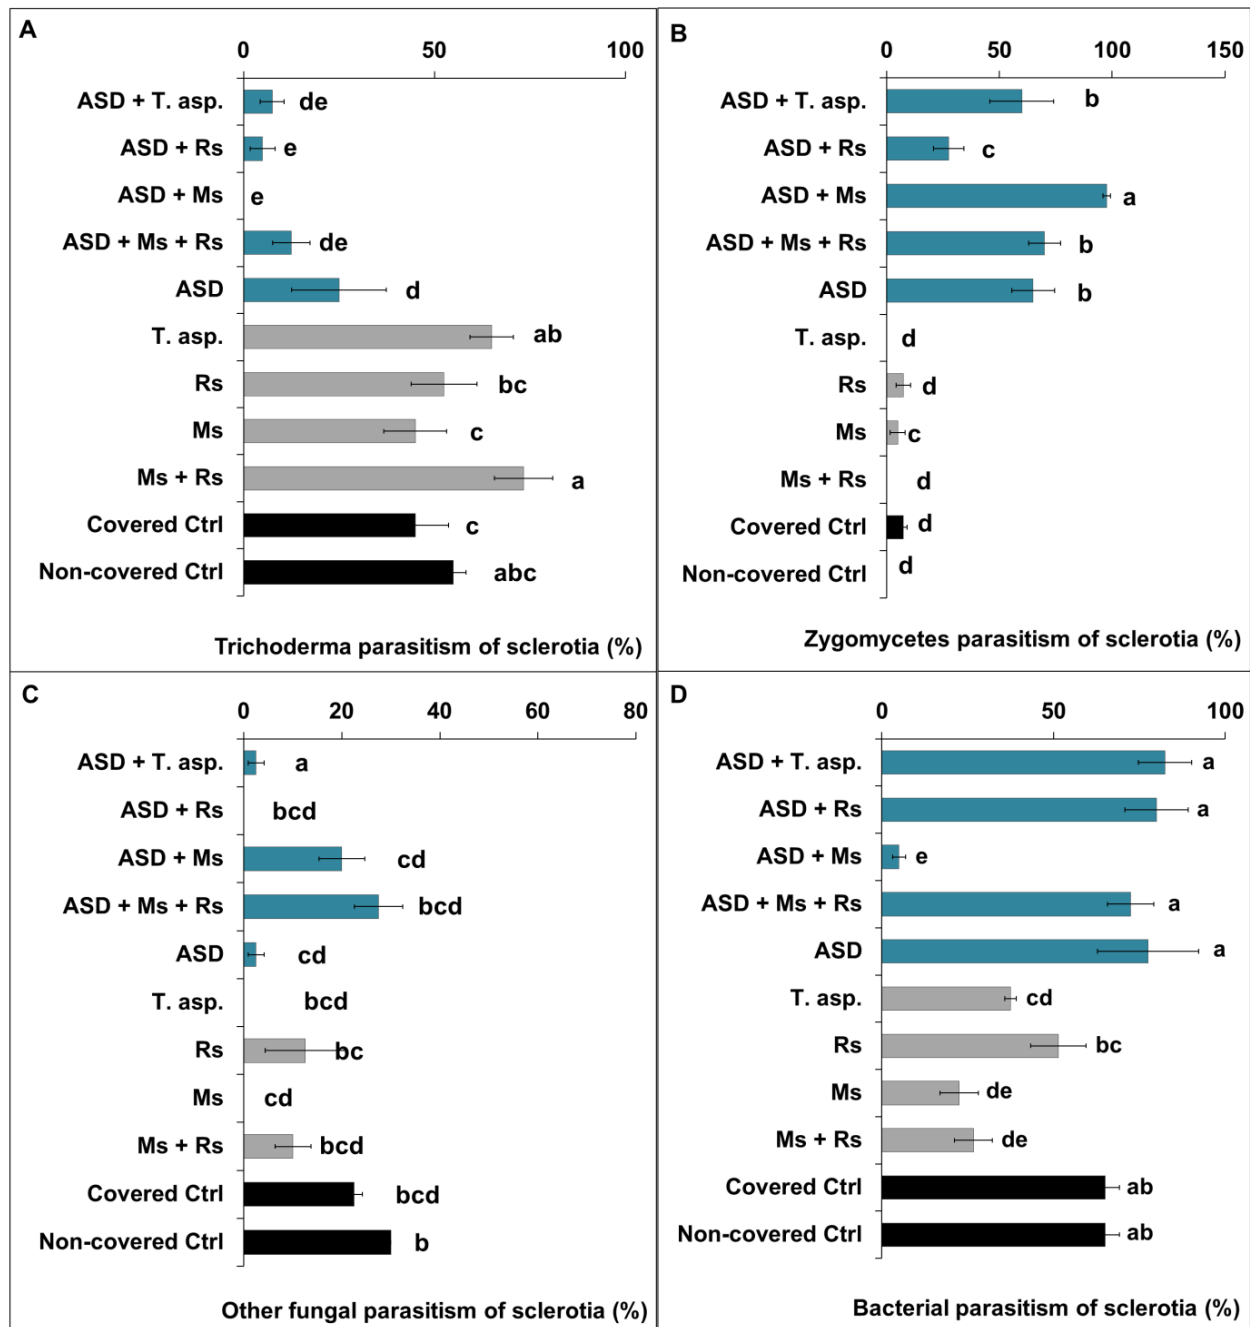 A
0 50 100
ASD + T. asp. de
ASD + Rs e
ASD + Ms e
ASD + Ms + Rs de
ASD d
T. asp. ab
Rs bc
Ms c
Ms + Rs a
Covered Ctrl c
Non-covered Ctrl abc
Trichoderma parasitism of sclerotia (%)
B
0 50 100 150
ASD + T. asp. b
ASD + Rs c
ASD + Ms a
ASD + Ms + Rs b
ASD b
T. asp. d
Rs d
Ms c
Ms + Rs d
Covered Ctrl d
Non-covered Ctrl d
Zygomycetes parasitism of sclerotia (%)
C
0 20 40 60 80
ASD + T. asp. a
ASD + Rs bcd
ASD + Ms cd
ASD + Ms + Rs bcd
ASD cd
T. asp. bcd
Rs bc
Ms cd
Ms + Rs bcd
Covered Ctrl bcd
Non-covered Ctrl b
Other fungal parasitism of sclerotia (%)
D
0 50 100
ASD + T. asp. a
ASD + Rs a
ASD + Ms e
ASD + Ms + Rs a
ASD a
T. asp. cd
Rs bc
Ms de
Ms + Rs de
Covered Ctrl ab
Non-covered Ctrl ab
Bacterial parasitism of sclerotia (%)